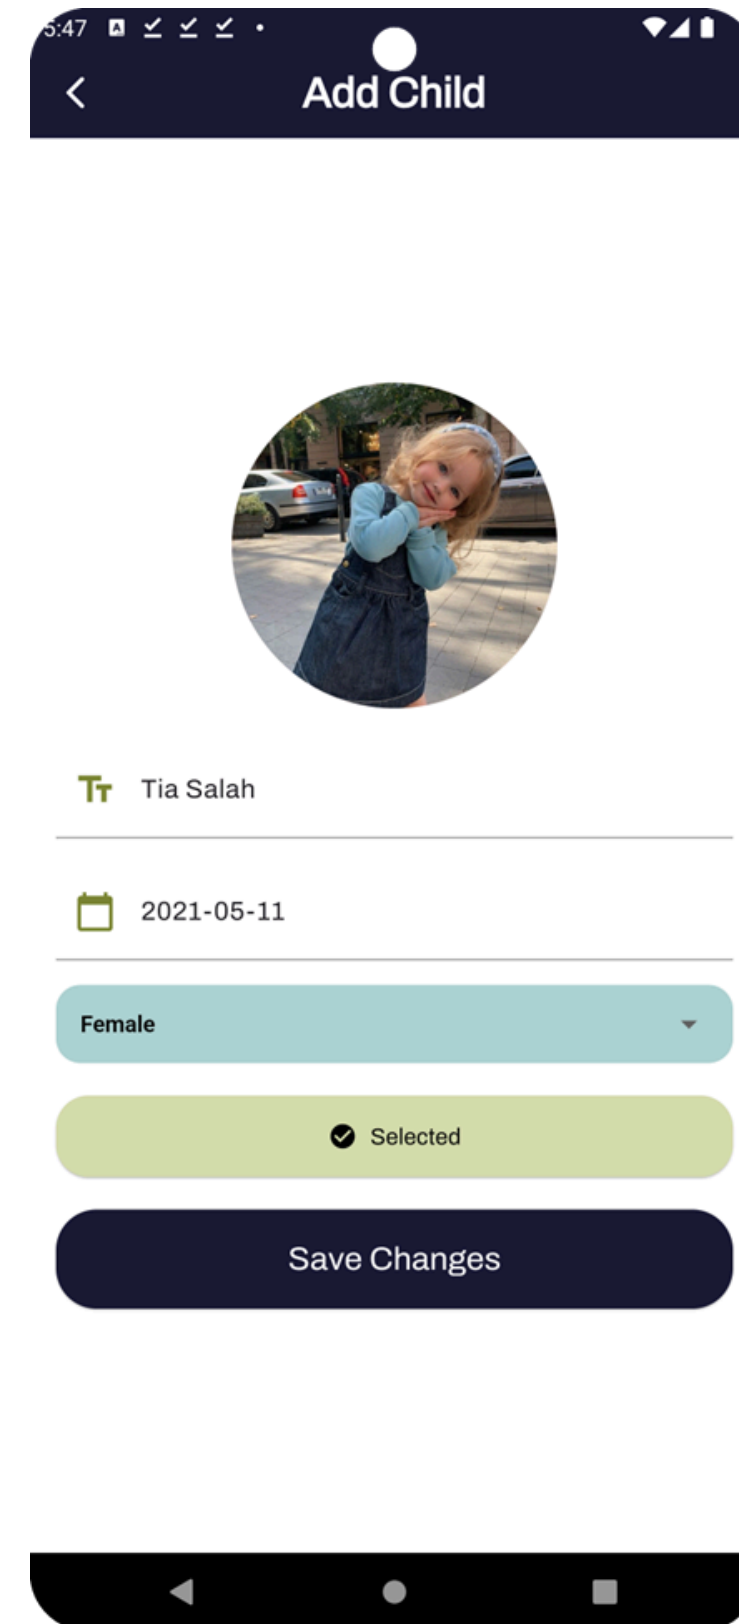 5:47
Add Child
Tia Salah
2021-05-11
Female
Selected
Save Changes